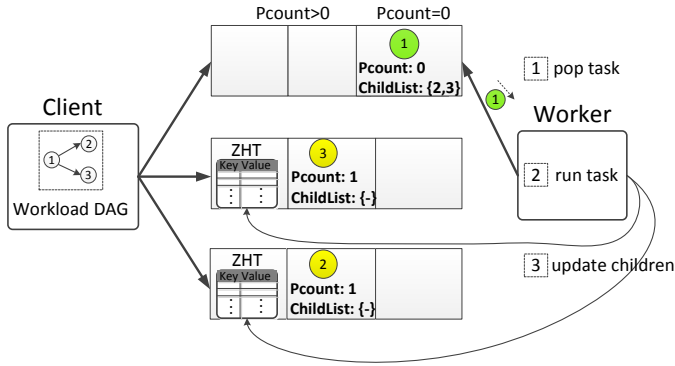 Pcount>0 Pcount=0
1
Pcount: 0
ChildList: {2,3}
1 pop task
1
Client
Worker
1
2
3
Workload DAG
ZHT
Key Value
3
Pcount: 1
ChildList: {-}
2 run task
ZHT
Key Value
2
Pcount: 1
ChildList: {-}
3 update children